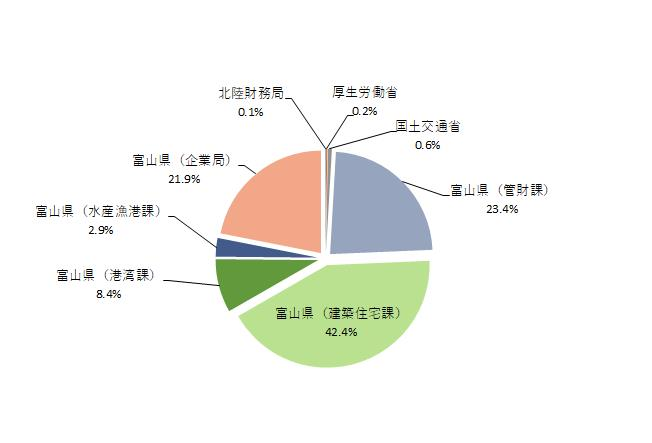 北陸財務局
0.1%
厚生労働省
0.2%
国土交通省
0.6%
富山県（企業局）
21.9%
富山県（管財課）
23.4%
富山県（水産漁港課）
2.9%
富山県（港湾課）
8.4%
富山県（建築住宅課）
42.4%